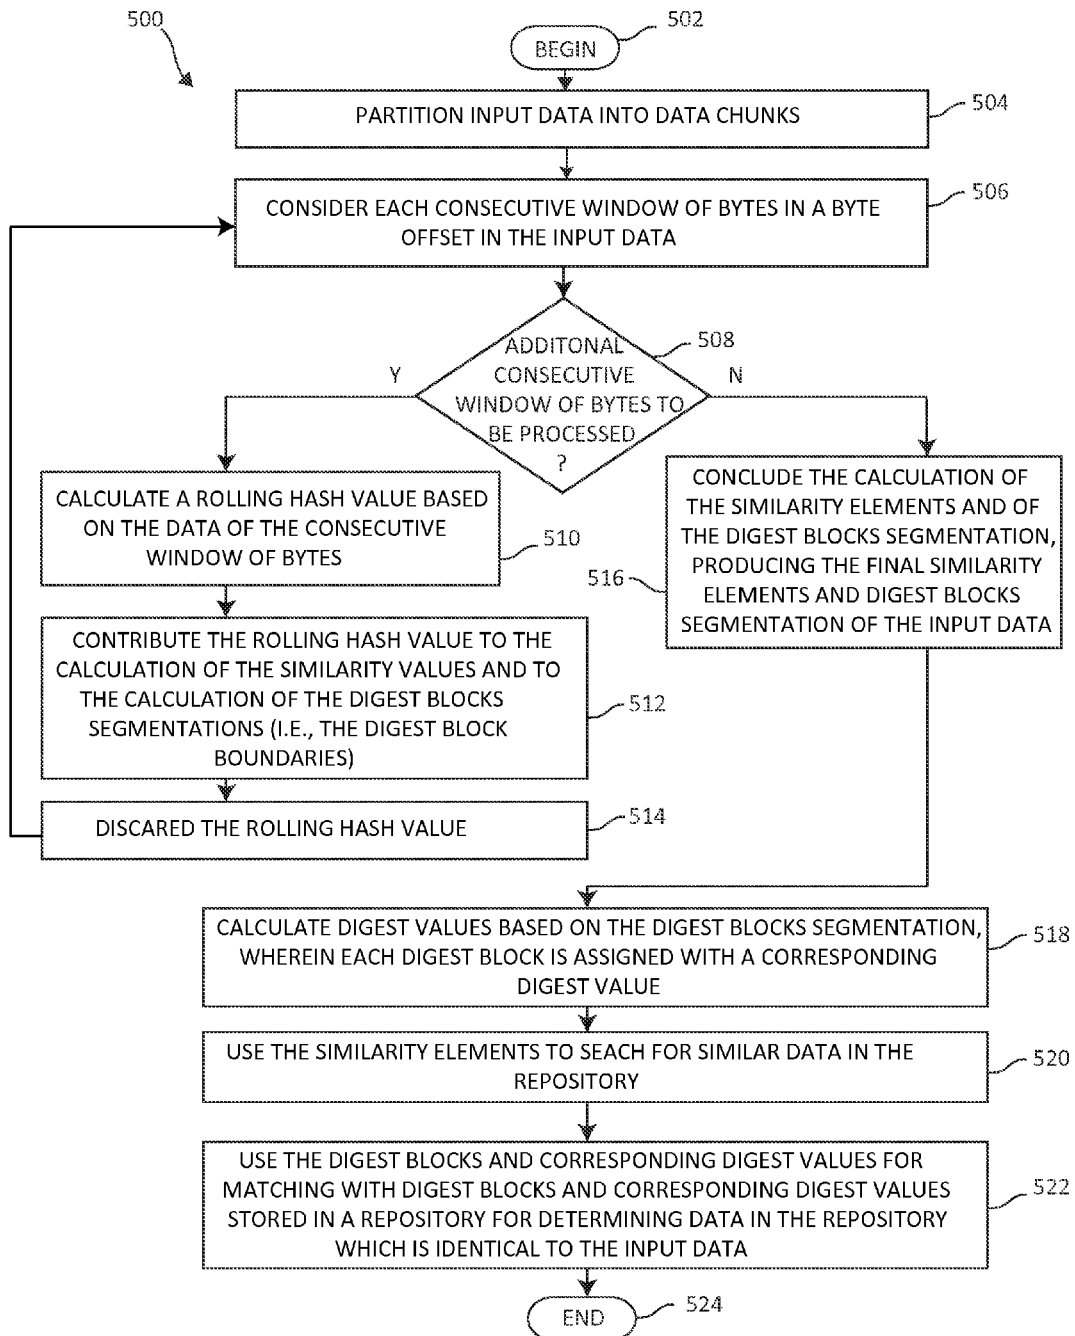 500
502
BEGIN
PARTITION INPUT DATA INTO DATA CHUNKS
504
CONSIDER EACH CONSECUTIVE WINDOW OF BYTES IN A BYTE
OFFSET IN THE INPUT DATA
506
ADDITONAL
CONSECUTIVE
WINDOW OF BYTES TO
BE PROCESSED
?
508
Y
N
CALCULATE A ROLLING HASH VALUE BASED
ON THE DATA OF THE CONSECUTIVE
WINDOW OF BYTES
510
CONTRIBUTE THE ROLLING HASH VALUE TO THE
CALCULATION OF THE SIMILARITY VALUES AND TO
THE CALCULATION OF THE DIGEST BLOCKS
SEGMENTATIONS (I.E., THE DIGEST BLOCK
BOUNDARIES)
512
DISCARED THE ROLLING HASH VALUE
514
CONCLUDE THE CALCULATION OF
THE SIMILARITY ELEMENTS AND OF
THE DIGEST BLOCKS SEGMENTATION,
PRODUCING THE FINAL SIMILARITY
ELEMENTS AND DIGEST BLOCKS
SEGMENTATION OF THE INPUT DATA
516
CALCULATE DIGEST VALUES BASED ON THE DIGEST BLOCKS SEGMENTATION,
WHEREIN EACH DIGEST BLOCK IS ASSIGNED WITH A CORRESPONDING
DIGEST VALUE
518
USE THE SIMILARITY ELEMENTS TO SEACH FOR SIMILAR DATA IN THE
REPOSITORY
520
USE THE DIGEST BLOCKS AND CORRESPONDING DIGEST VALUES FOR
MATCHING WITH DIGEST BLOCKS AND CORRESPONDING DIGEST VALUES
STORED IN A REPOSITORY FOR DETERMINING DATA IN THE REPOSITORY
WHICH IS IDENTICAL TO THE INPUT DATA
522
END
524